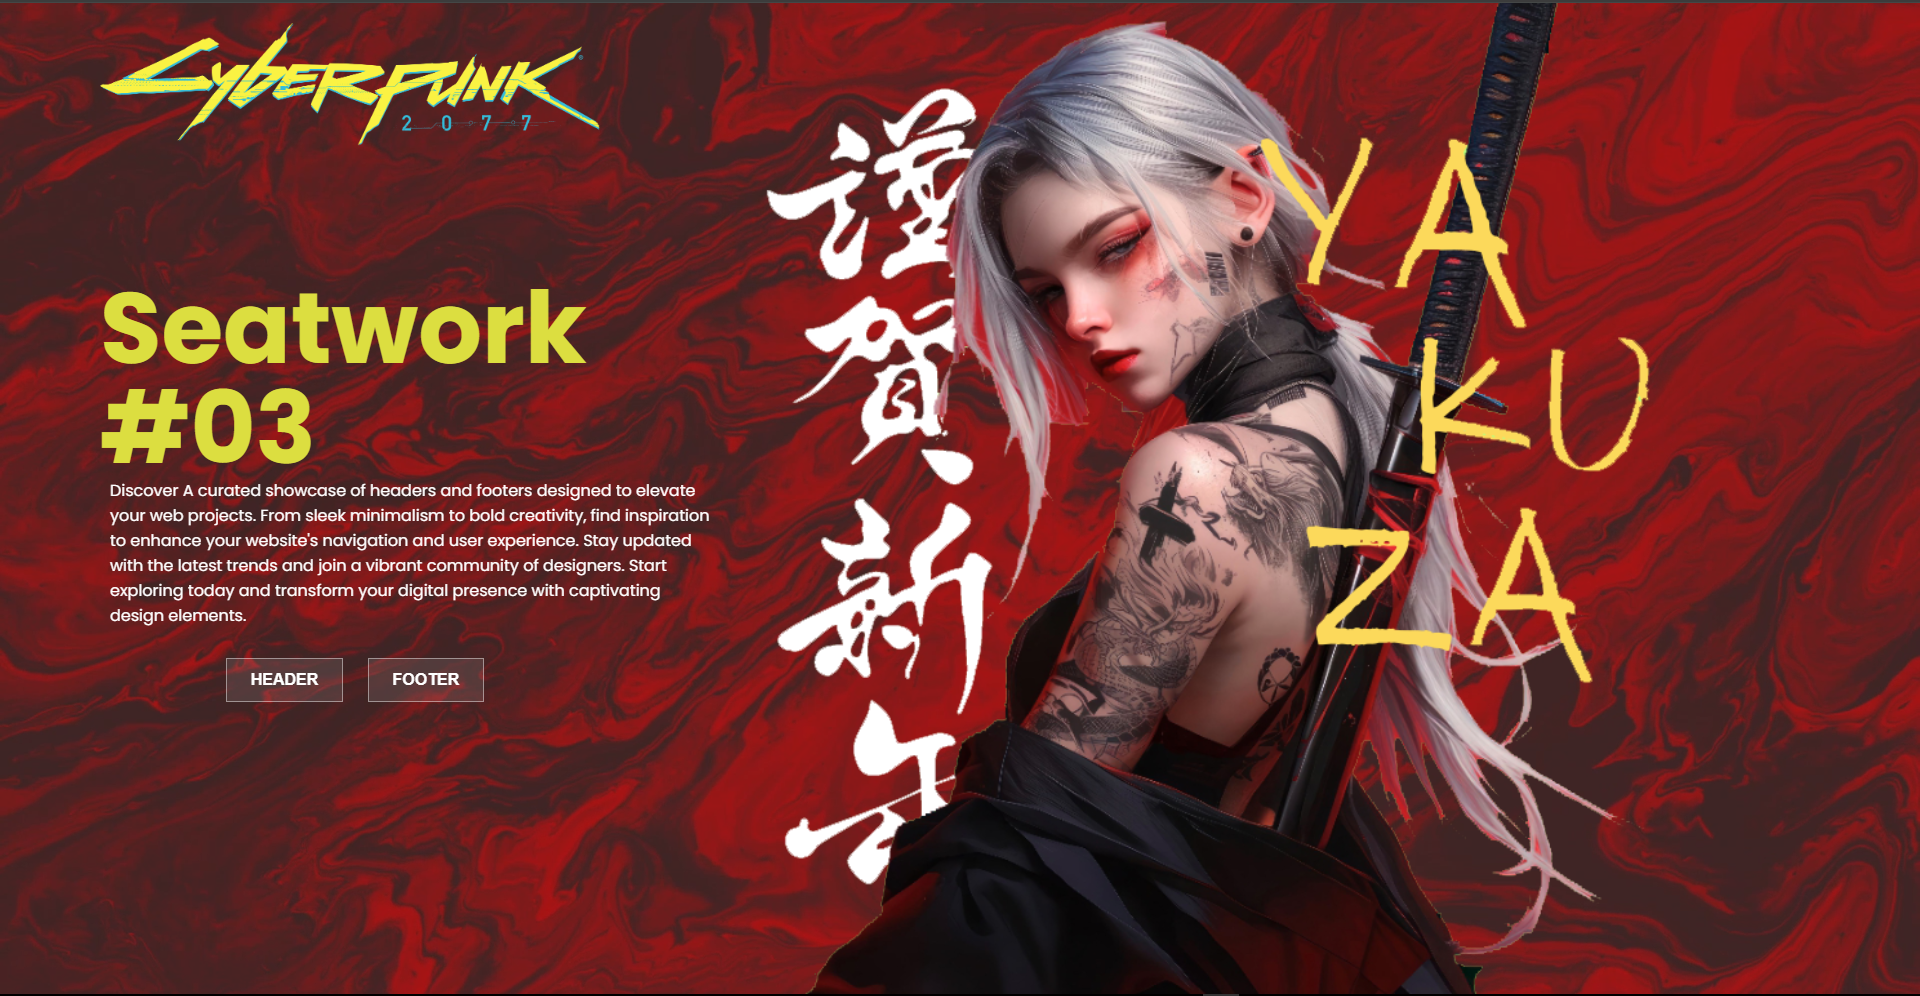 CYBERPUNK
2077
Seatwork
#03
Discover A curated showcase of headers and footers designed to elevate
your web projects. From sleek minimalism to bold creativity, find inspiration
to enhance your website's navigation and user experience. Stay updated
with the latest trends and join a vibrant community of designers. Start
exploring today and transform your digital presence with captivating
design elements.
HEADER
FOOTER
謹賀新年
YA
KU
ZA